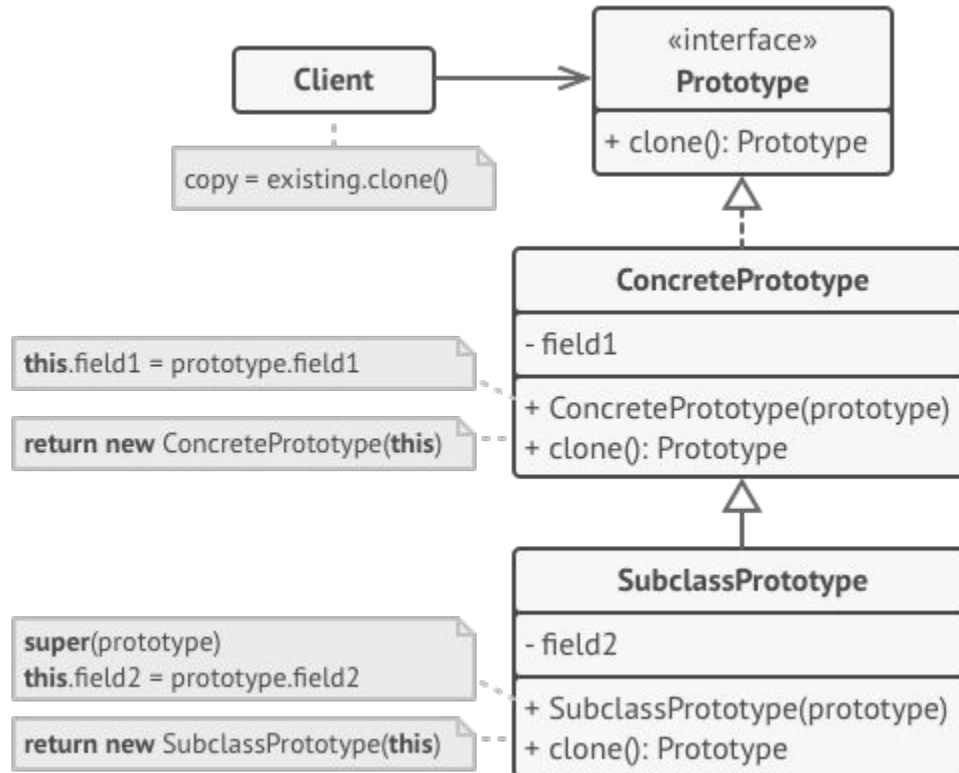 Client
«interface»
Prototype
+ clone(): Prototype
copy = existing.clone()
ConcretePrototype
- field1
this.field1 = prototype.field1
+ ConcretePrototype(prototype)
return new ConcretePrototype(this)
+ clone(): Prototype
SubclassPrototype
- field2
super(prototype)
this.field2 = prototype.field2
+ SubclassPrototype(prototype)
return new SubclassPrototype(this)
+ clone(): Prototype